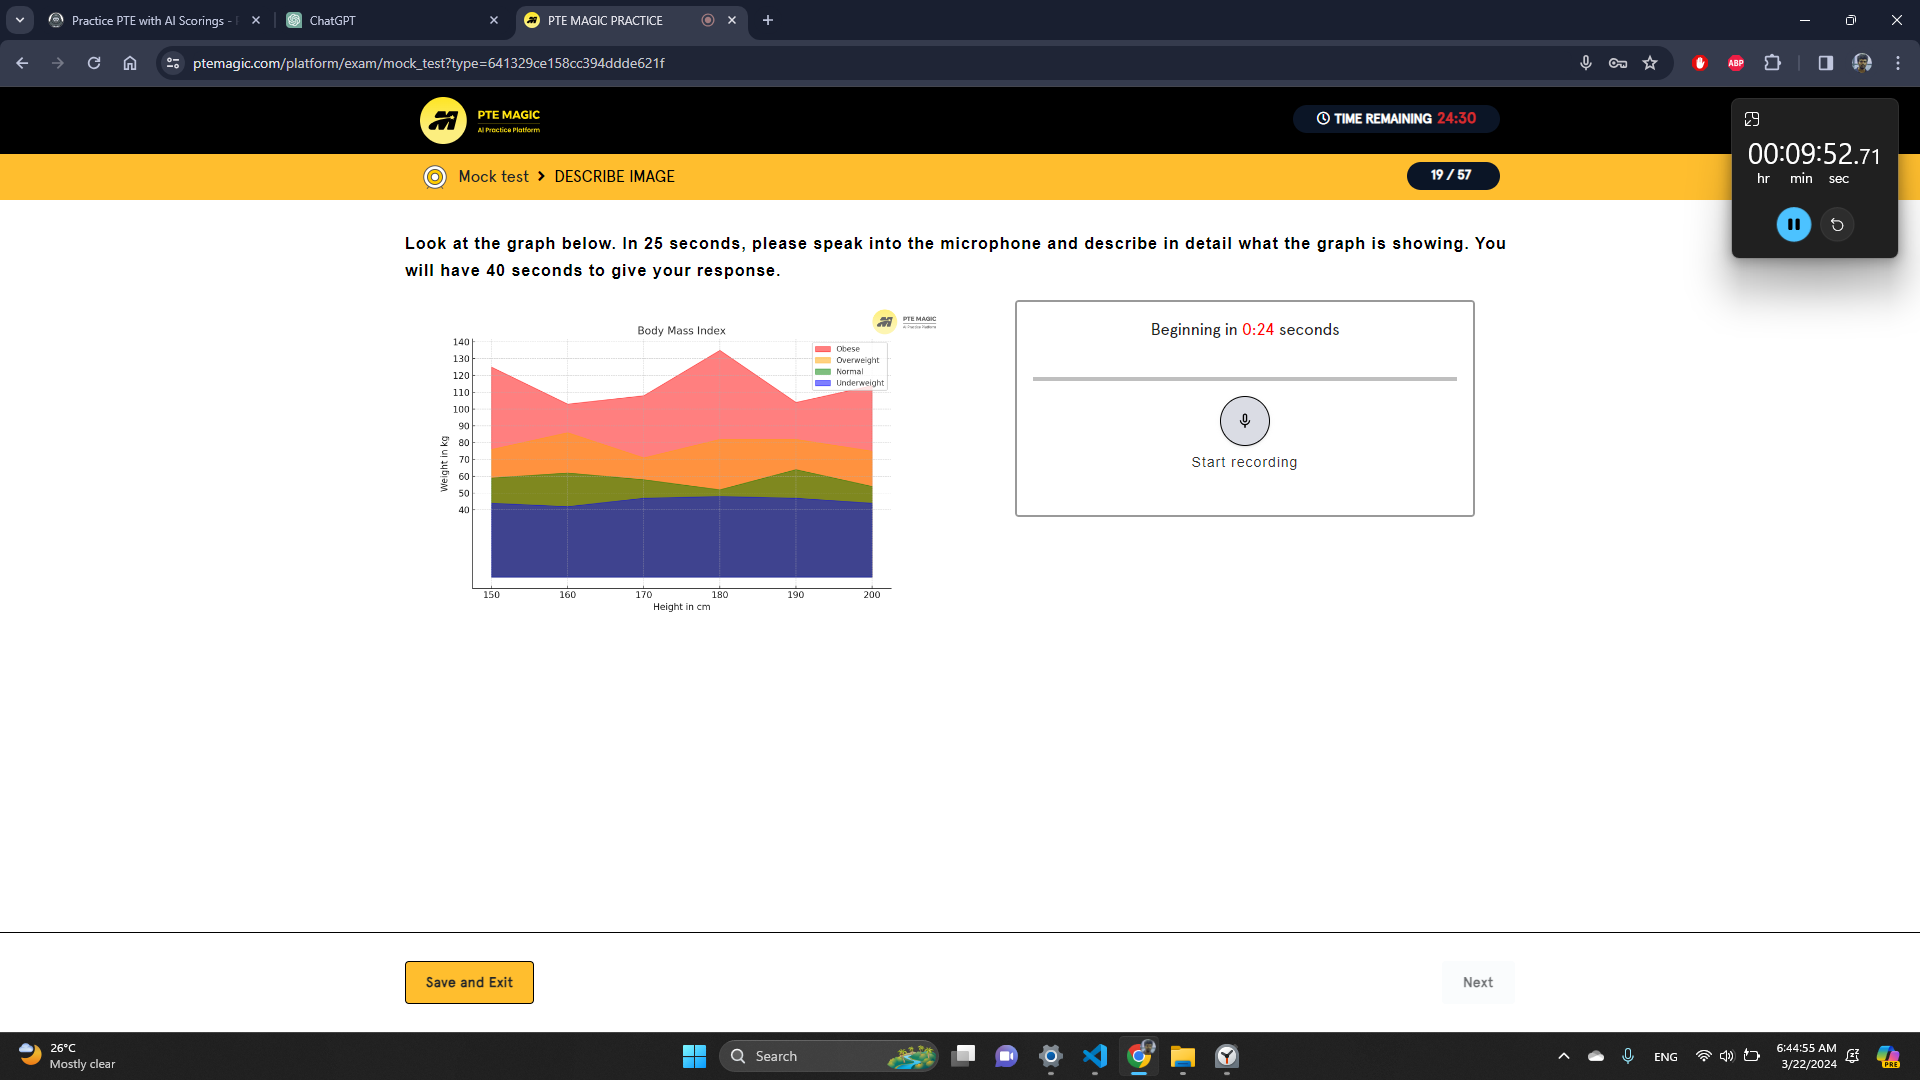 Practice PTE with AI Scorings -
ChatGPT
PTE MAGIC PRACTICE
ptemagic.com/platform/exam/mock_test?type=641329ce158cc394ddde621f
ABP
PTE MAGIC
AI Practice Platform
TIME REMAINING 24:30
00:09:52.71
hr min sec
Mock test > DESCRIBE IMAGE
19 / 57
Look at the graph below. In 25 seconds, please speak into the microphone and describe in detail what the graph is showing. You
will have 40 seconds to give your response.
PTE MAGIC
AI Practice Platform
Body Mass Index
Obese
Overweight
Normal
Underweight
140
130
120
110
100
90
80
70
60
50
40
Weight in kg
150 160 170 180 190 200
Height in cm
Beginning in 0:24 seconds
Start recording
Save and Exit
Next
26°C
Mostly clear
Search
ENG
6:44:55 AM
3/22/2024
PRE